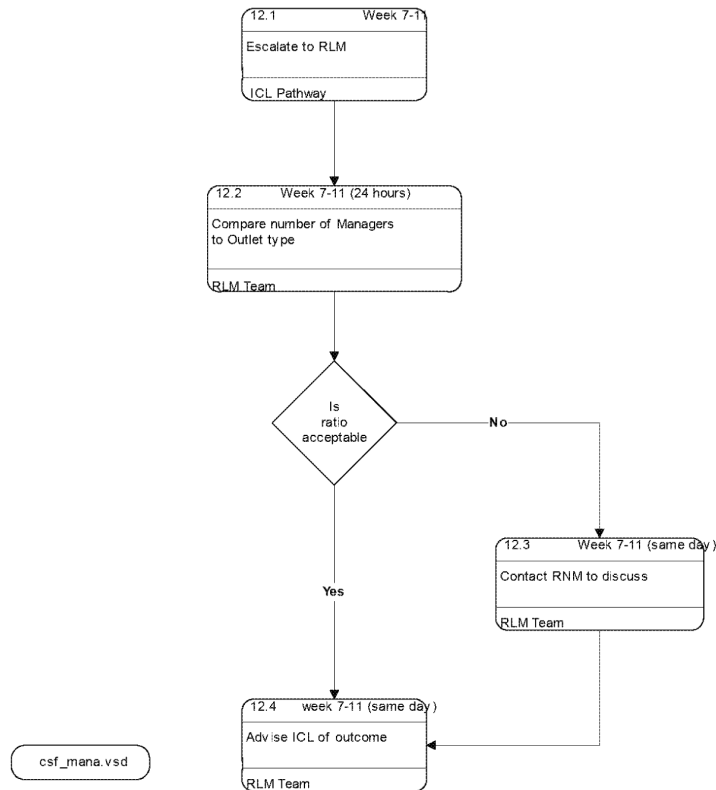 12.1 Week 7-11
Escalate to RLM
ICL Pathway
12.2 Week 7-11 (24 hours)
Compare number of Managers
to Outlet type
RLM Team
Is
ratio
acceptable
No
12.3 Week 7-11 (same day)
Contact RNM to discuss
RLM Team
Yes
12.4 week 7-11 (same day)
Advise ICL of outcome
RLM Team
csf_mana.vsd